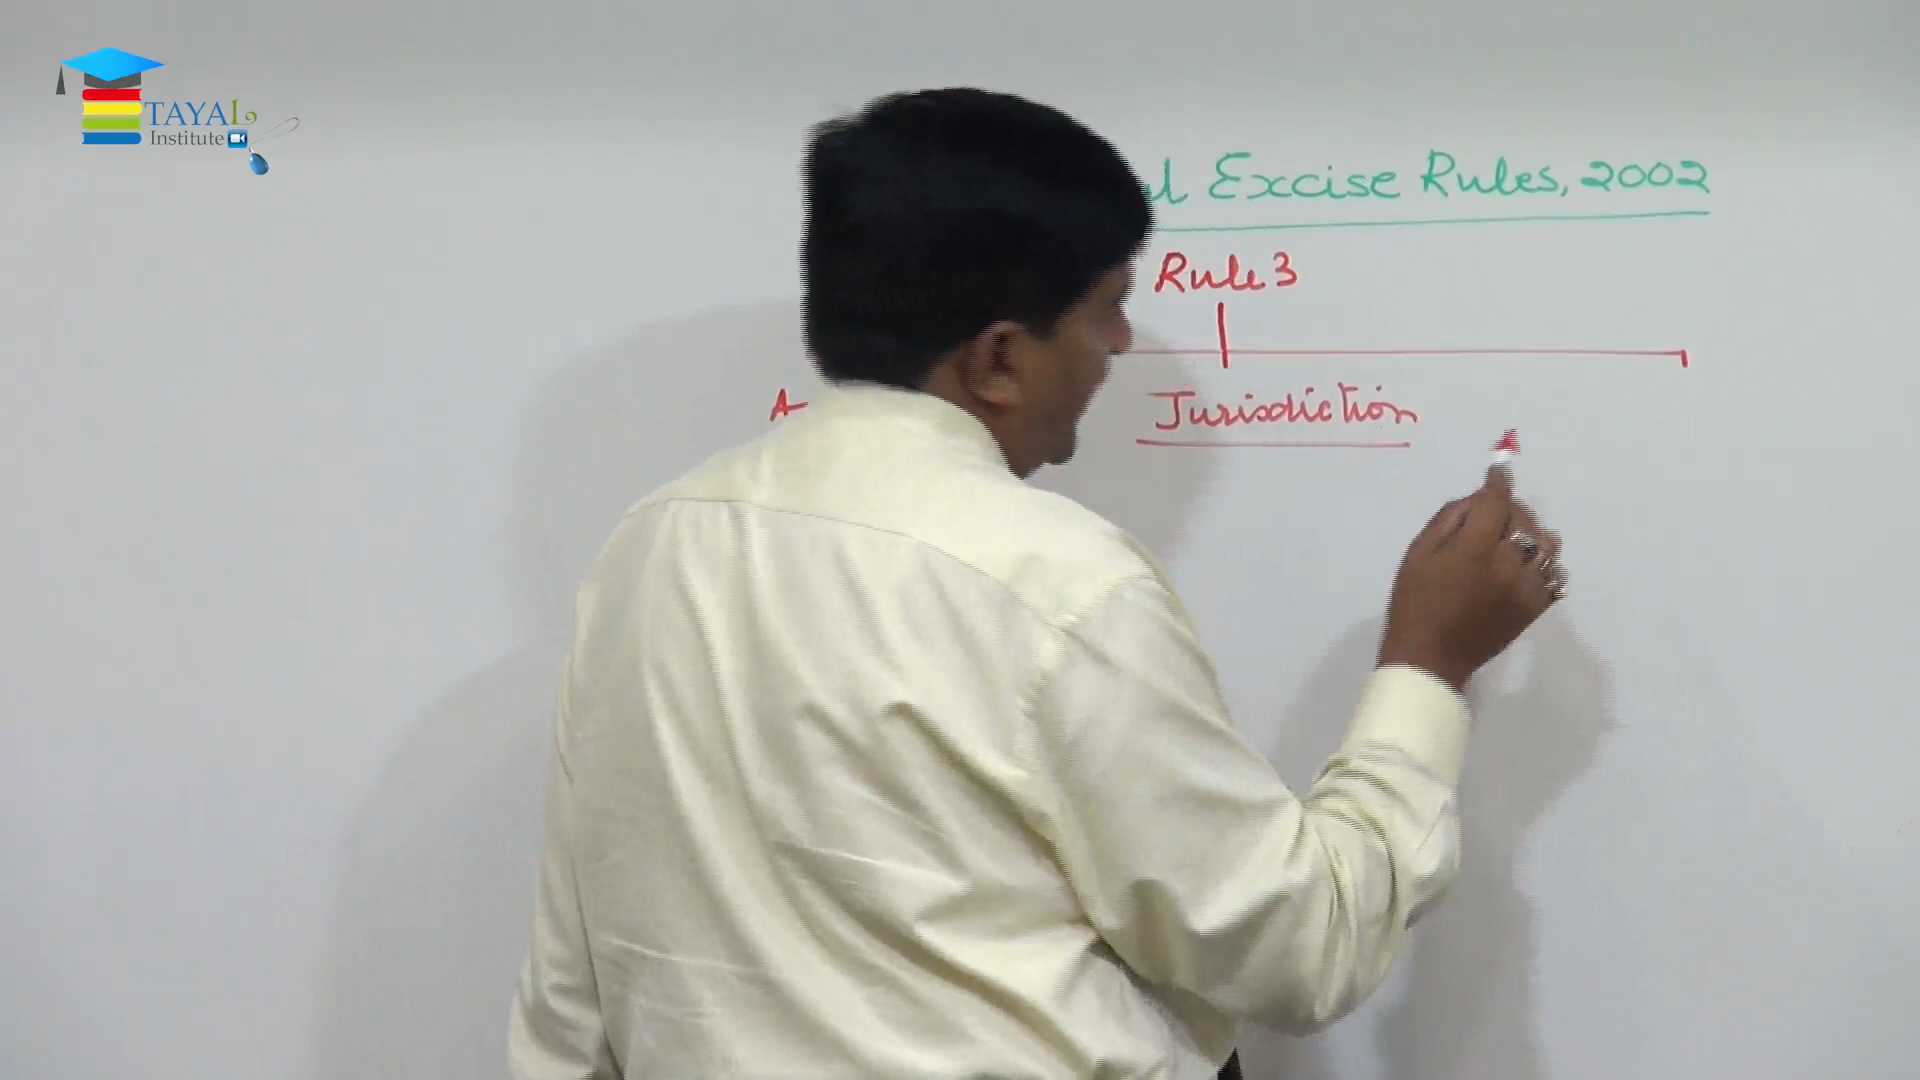 TAYAL
Institute
Excise Rules, 2002
Rule 3
A
Jurisdiction